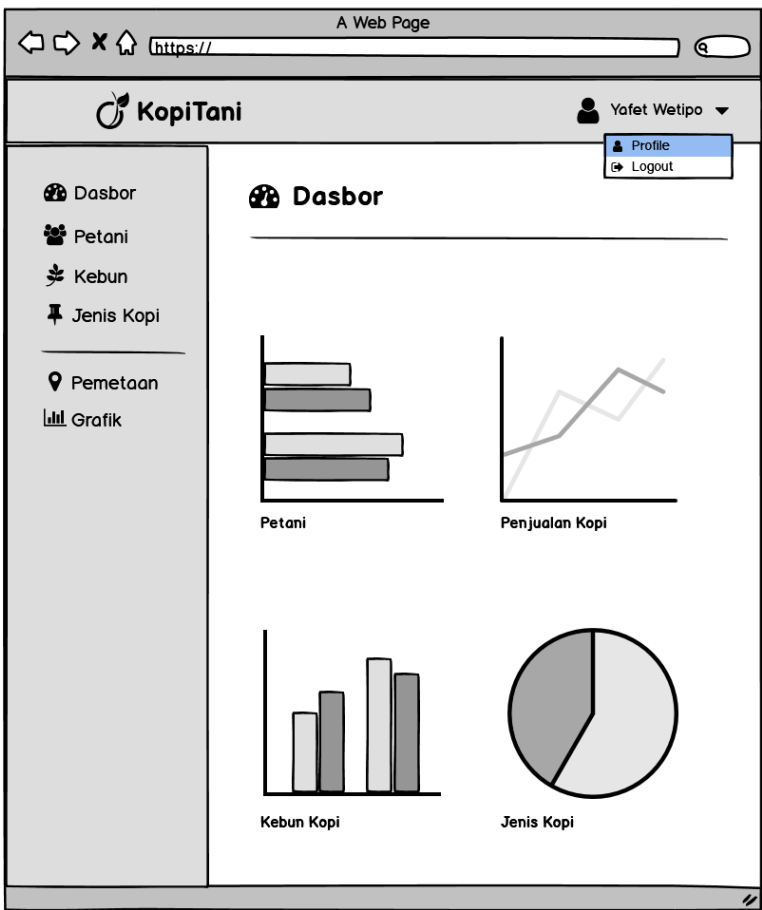 A Web Page
https://
KopiTani
Yafet Wetipo
Profile
Logout
Dasbor
Petani
Kebun
Jenis Kopi
Pemetaan
Grafik
Dasbor
Petani
Penjualan Kopi
Kebun Kopi
Jenis Kopi